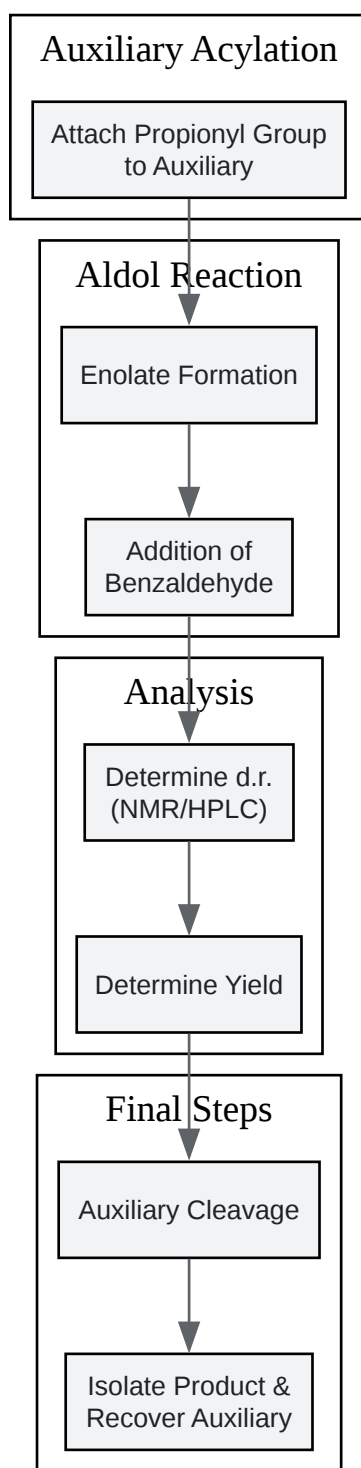 Auxiliary Acylation
Attach Propionyl Group
to Auxiliary
Aldol Reaction
Enolate Formation
Addition of
Benzaldehyde
Analysis
Determine d.r.
(NMR/HPLC)
Determine Yield
Final Steps
Auxiliary Cleavage
Isolate Product &
Recover Auxiliary